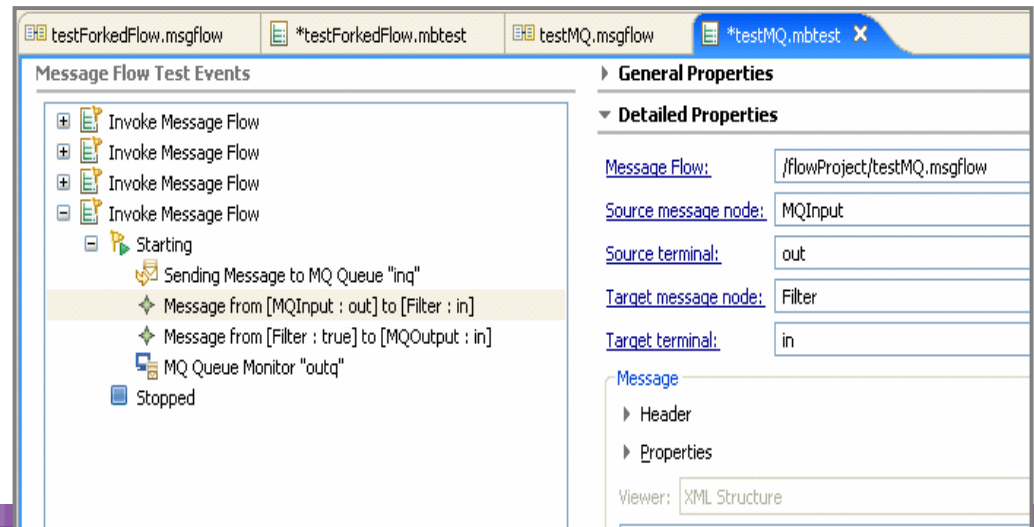 testForkedFlow.msgflow
*testForkedFlow.mbtest
testMQ.msgflow
*testMQ.mbtest
Message Flow Test Events
Invoke Message Flow
Invoke Message Flow
Invoke Message Flow
Invoke Message Flow
Starting
Sending Message to MQ Queue "inq"
Message from [MQInput : out] to [Filter : in]
Message from [Filter : true] to [MQOutput : in]
MQ Queue Monitor "outq"
Stopped
General Properties
Detailed Properties
Message Flow: /flowProject/testMQ.msgflow
Source message node: MQInput
Source terminal: out
Target message node: Filter
Target terminal: in
Message
Header
Properties
Viewer: XML Structure